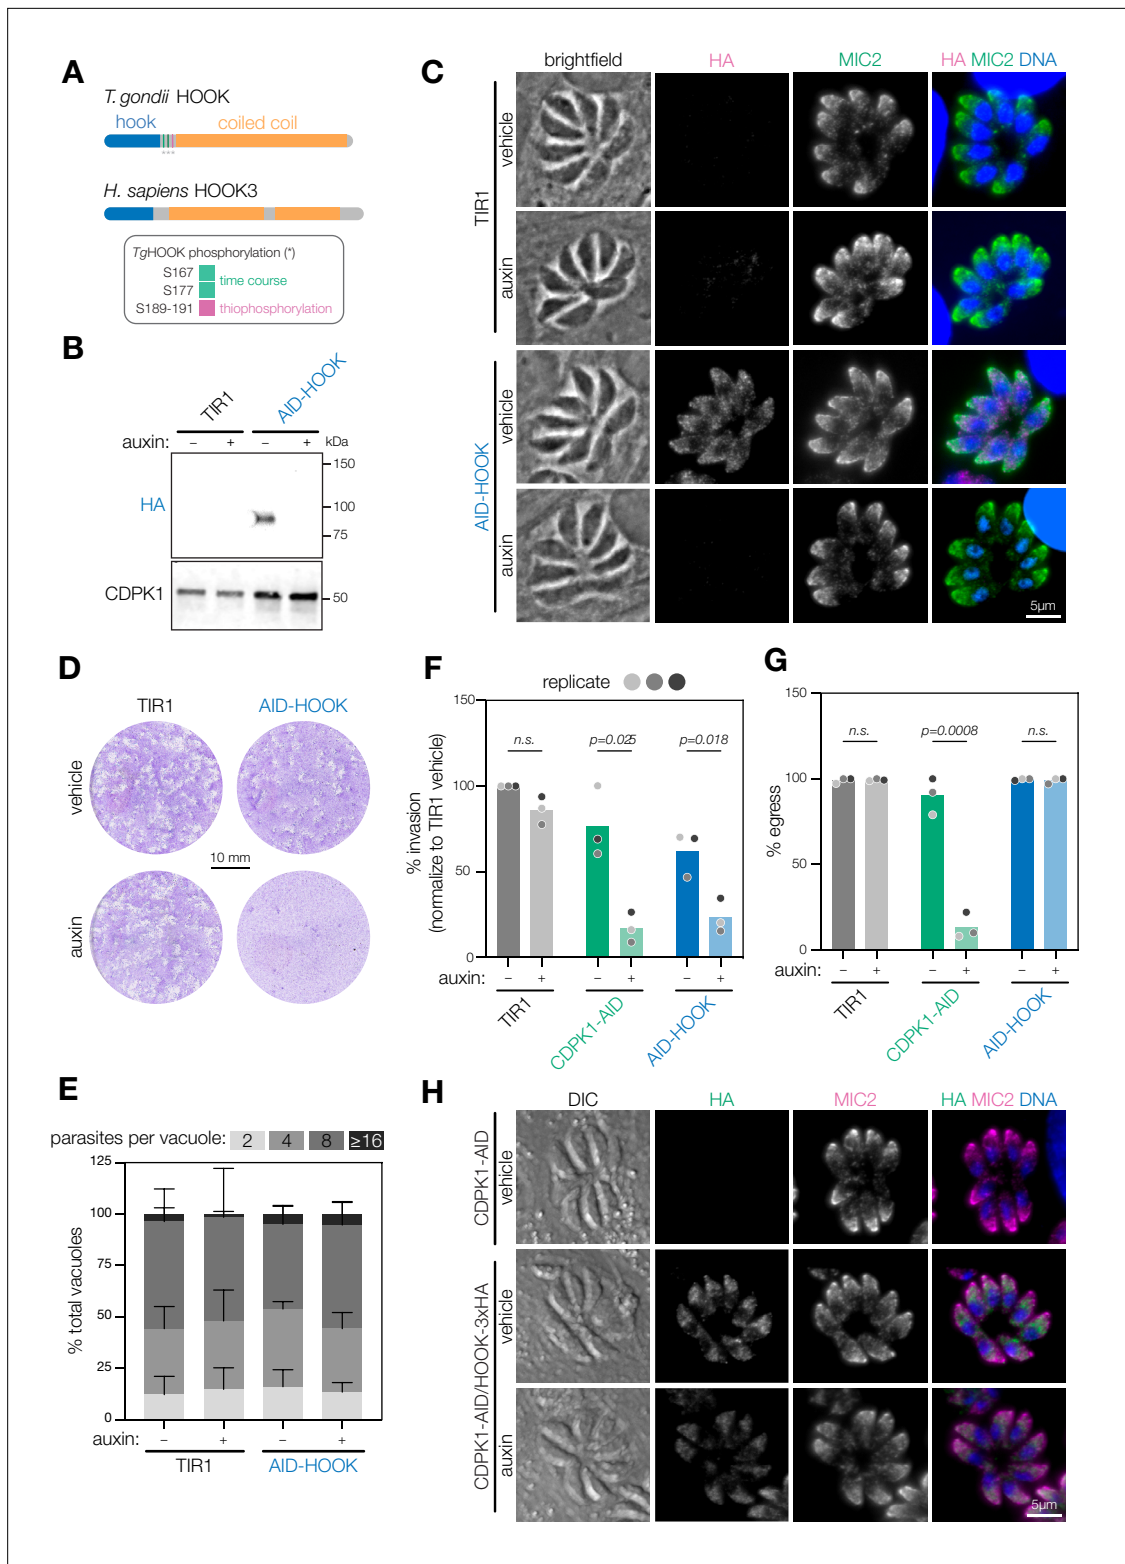 A
T. gondii HOOK
hook
coiled coil
***
H. sapiens HOOK3
TgHOOK phosphorylation (*)
S167
S177
time course
S189-191
thiophosphorylation
B
TIR1
AID-HOOK
auxin:
–
+
–
+
kDa
HA
150
100
75
CDPK1
50
C
brightfield
HA
MIC2
HA MIC2 DNA
TIR1
vehicle
auxin
AID-HOOK
vehicle
auxin
5µm
D
TIR1
AID-HOOK
vehicle
10 mm
auxin
E
parasites per vacuole:
2
4
8
≥16
% total vacuoles
125
100
75
50
25
0
auxin:
–
+
–
+
TIR1
AID-HOOK
F
replicate
% invasion
(normalize to TIR1 vehicle)
150
100
50
0
n.s.
p=0.025
p=0.018
auxin:
–
+
–
+
–
+
TIR1
CDPK1-AID
AID-HOOK
G
% egress
150
100
50
0
n.s.
p=0.0008
n.s.
auxin:
–
+
–
+
–
+
TIR1
CDPK1-AID
AID-HOOK
H
DIC
HA
MIC2
HA MIC2 DNA
CDPK1-AID
vehicle
CDPK1-AID/HOOK-3xHA
vehicle
auxin
5µm